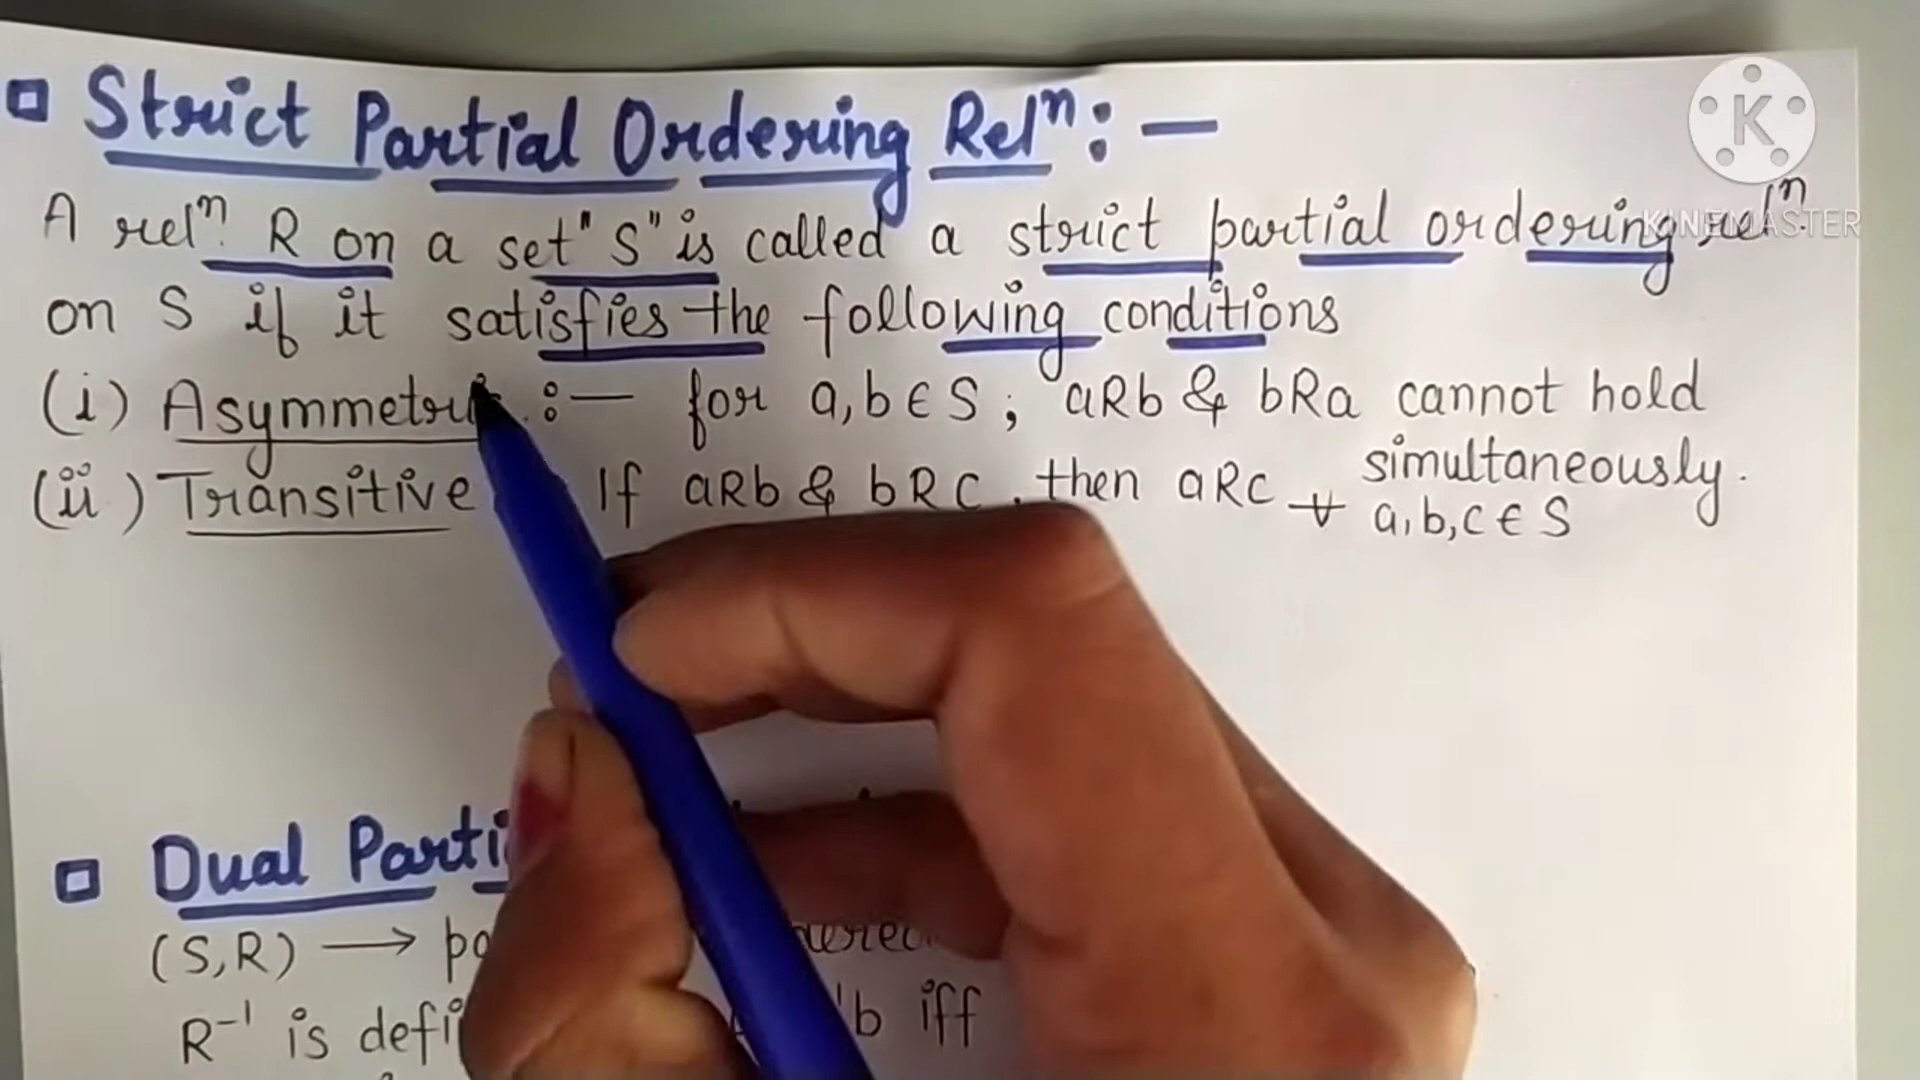 Strict Partial Ordering Relⁿ : —
A relⁿ R on a set "S" is called a strict partial ordering relⁿ
on S if it satisfies the following conditions
(i) Asymmetric :— for a, b ∈ S ; aRb & bRa cannot hold
simultaneously.
(ii) Transitive If aRb & bRc, then aRc ∀ a, b, c ∈ S
Dual
(S, R) →
R⁻¹ is b iff
K
KINEMASTER